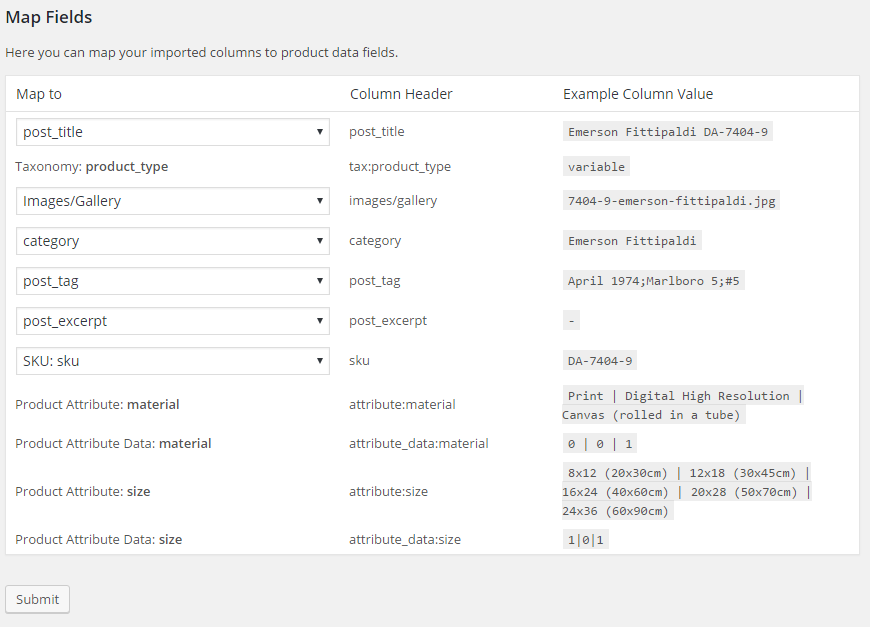 Map Fields
Here you can map your imported columns to product data fields.
Map to Column Header Example Column Value
post_title post_title Emerson Fittipaldi DA-7404-9
Taxonomy: product_type tax:product_type variable
Images/Gallery images/gallery 7404-9-emerson-fittipaldi.jpg
category category Emerson Fittipaldi
post_tag post_tag April 1974;Marlboro 5;#5
post_excerpt post_excerpt -
SKU: sku sku DA-7404-9
Product Attribute: material attribute:material Print | Digital High Resolution |
Canvas (rolled in a tube)
Product Attribute Data: material attribute_data:material 0 | 0 | 1
8x12 (20x30cm) | 12x18 (30x45cm) |
Product Attribute: size attribute:size 16x24 (40x60cm) | 20x28 (50x70cm) |
24x36 (60x90cm)
Product Attribute Data: size attribute_data:size 1|0|1
Submit